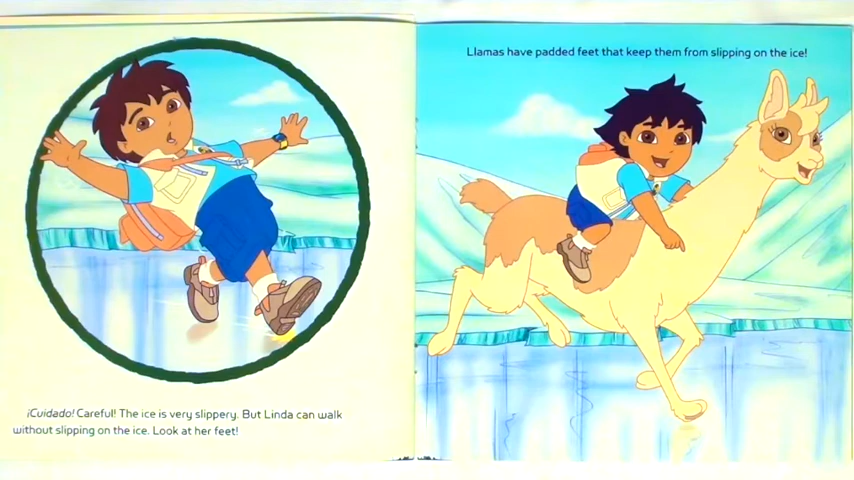 ¡Cuidado! Careful! The ice is very slippery. But Linda can walk
without slipping on the ice. Look at her feet!
Llamas have padded feet that keep them from slipping on the ice!